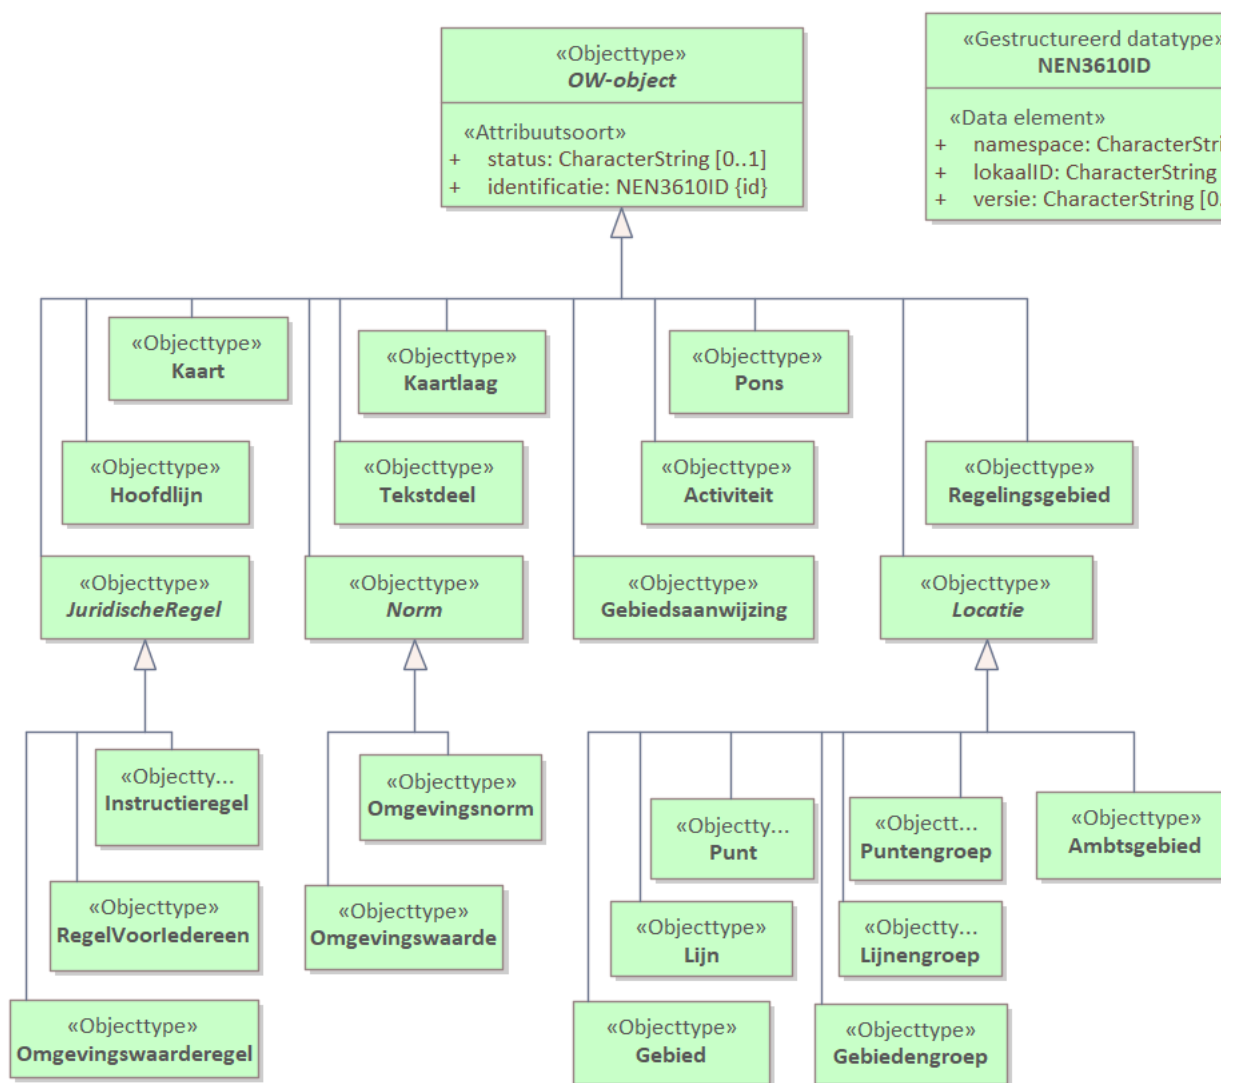 «Objecttype»
OW-object
«Attribuutsoort»
+ status: CharacterString [0..1]
+ identificatie: NEN3610ID {id}
«Gestructureerd datatype»
NEN3610ID
«Data element»
+ namespace: CharacterStri
+ lokaalID: CharacterString
+ versie: CharacterString [0.
«Objecttype»
Kaart
«Objecttype»
Kaartlaag
«Objecttype»
Pons
«Objecttype»
Hoofdlijn
«Objecttype»
Tekstdeel
«Objecttype»
Activiteit
«Objecttype»
Regelingsgebied
«Objecttype»
JuridischeRegel
«Objecttype»
Norm
«Objecttype»
Gebiedsaanwijzing
«Objecttype»
Locatie
«Objectty...
Instructieregel
«Objecttype»
Omgevingsnorm
«Objectty...
Punt
«Objectt...
Puntengroep
«Objecttype»
Ambtsgebied
«Objecttype»
RegelVoorIedereen
«Objecttype»
Omgevingswaarde
«Objecttype»
Lijn
«Objectty...
Lijnengroep
«Objecttype»
Omgevingswaarderegel
«Objecttype»
Gebied
«Objecttype»
Gebiedengroep